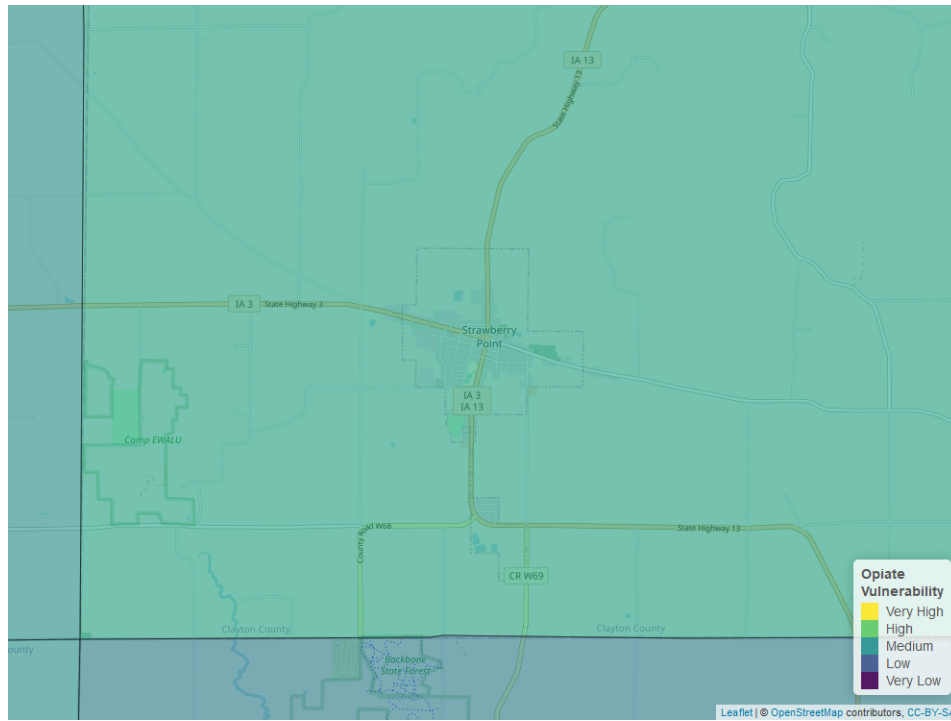 IA 13
State Highway 13
IA 3
State Highway 3
Strawberry
Point
IA 3
IA 13
Camp EWALU
County Road W68
State Highway 13
CR W69
Opiate
Vulnerability
Very High
High
Medium
Low
Very Low
Clayton County
Clayton County
ounty
Backbone
State Forest
Leaflet | © OpenStreetMap contributors, CC-BY-SA